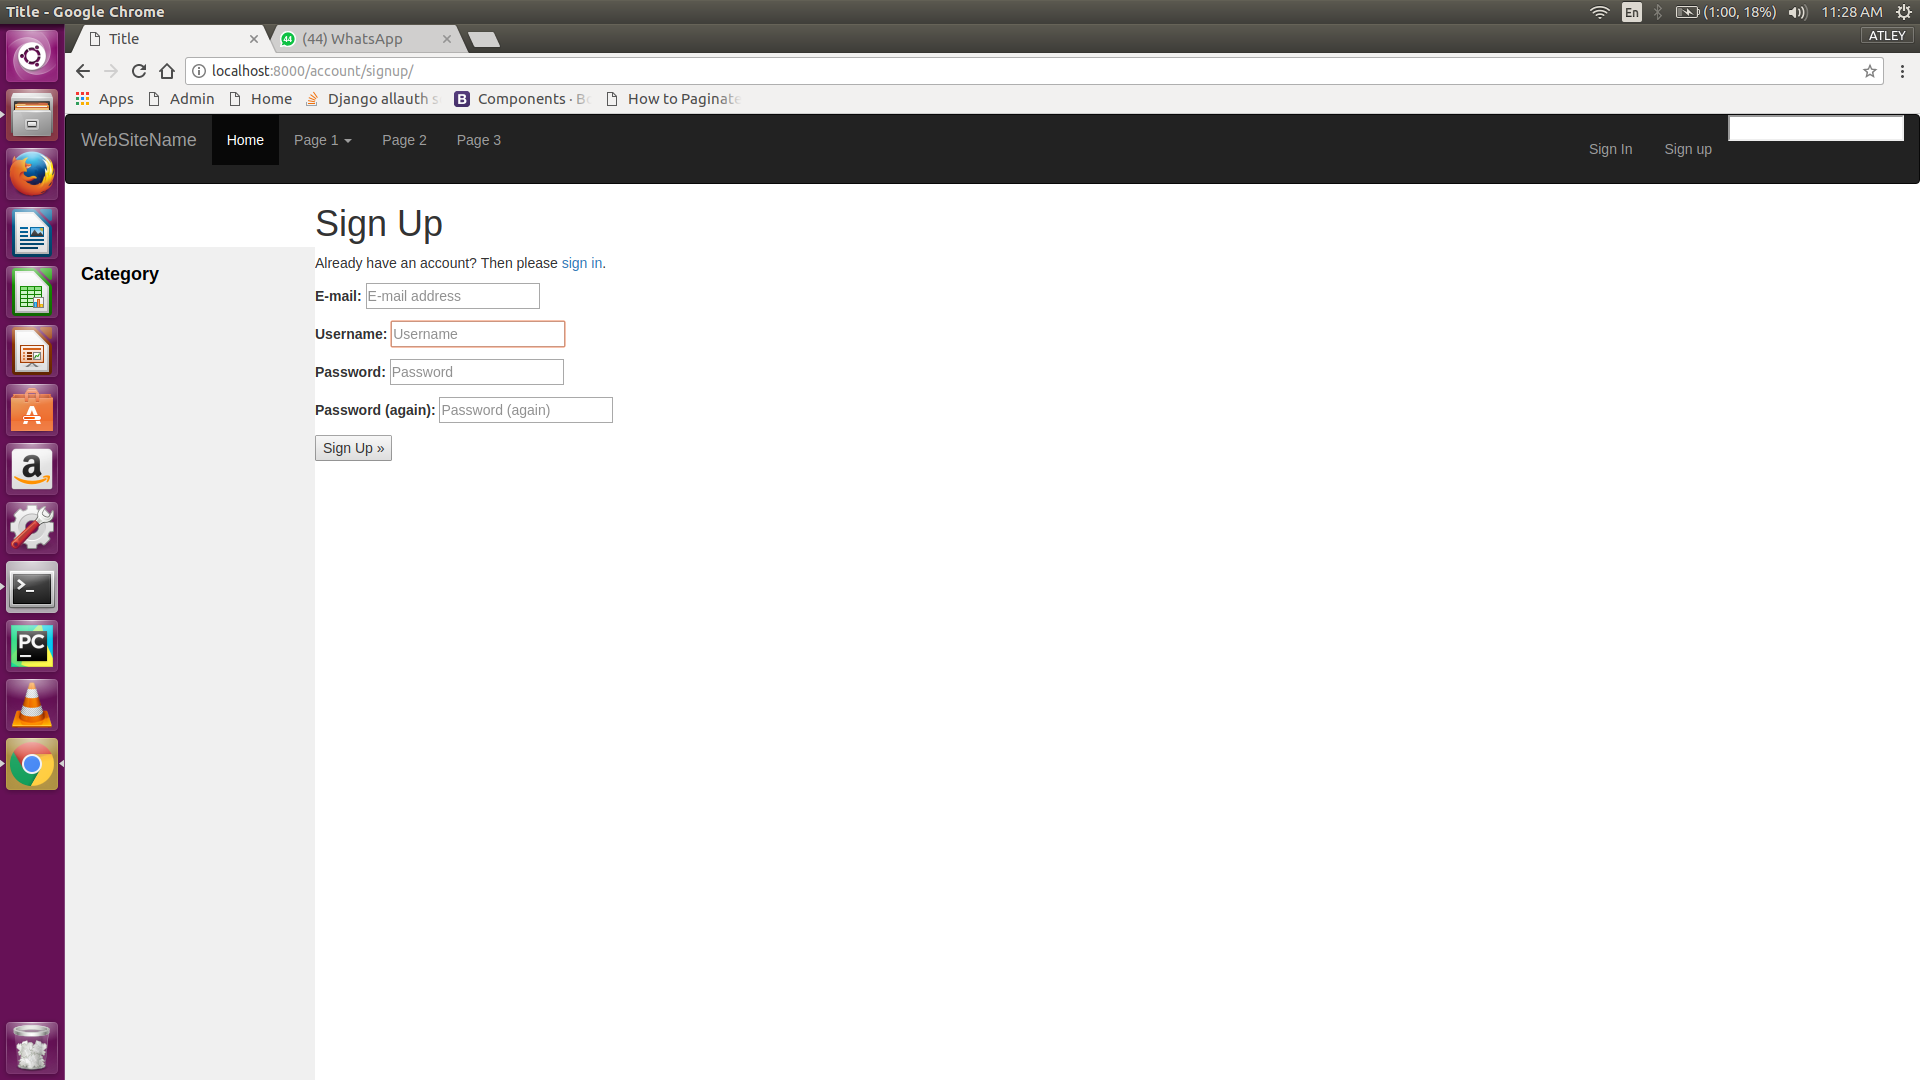 Title - Google Chrome
En
(1:00, 18%)
11:28 AM
Title
44
(44) WhatsApp
ATLEY
localhost:8000/account/signup/
Apps
Admin
Home
Django allauth s
B
Components · Bo
How to Paginate
WebSiteName
Home
Page 1
Page 2
Page 3
Sign In
Sign up
Sign Up
Category
Already have an account? Then please sign in.
E-mail: E-mail address
Username: Username
Password: Password
Password (again): Password (again)
Sign Up »
A
a
>_
PC